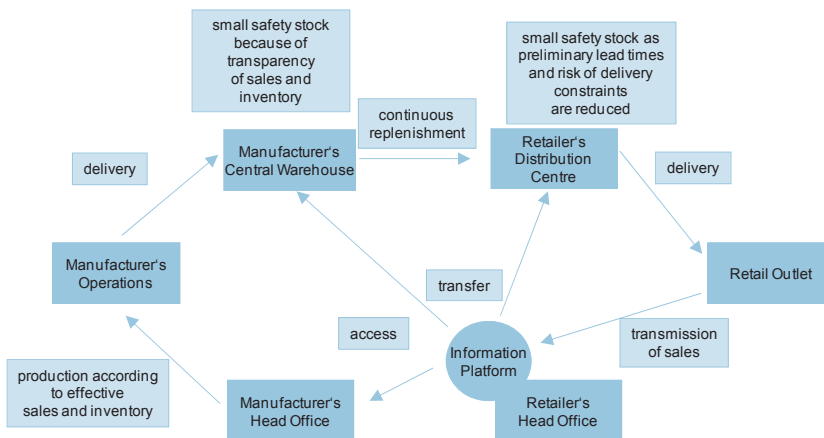 small safety stock
because of
transparency
of sales and
inventory
small safety stock as
preliminary lead times
and risk of delivery
constraints
are reduced
continuous
replenishment
Manufacturer‘s
Central Warehouse
Retailer‘s
Distribution
Centre
delivery
delivery
Manufacturer‘s
Operations
Retail Outlet
transfer
access
Information
Platform
transmission
of sales
production according
to effective
sales and inventory
Manufacturer‘s
Head Office
Retailer‘s
Head Office